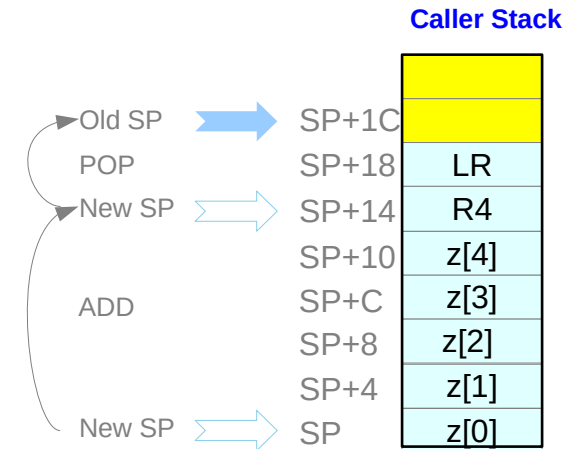 Caller Stack
Old SP SP+1C
POP SP+18 LR
New SP SP+14 R4
SP+10 z[4]
ADD SP+C z[3]
SP+8 z[2]
SP+4 z[1]
New SP SP z[0]